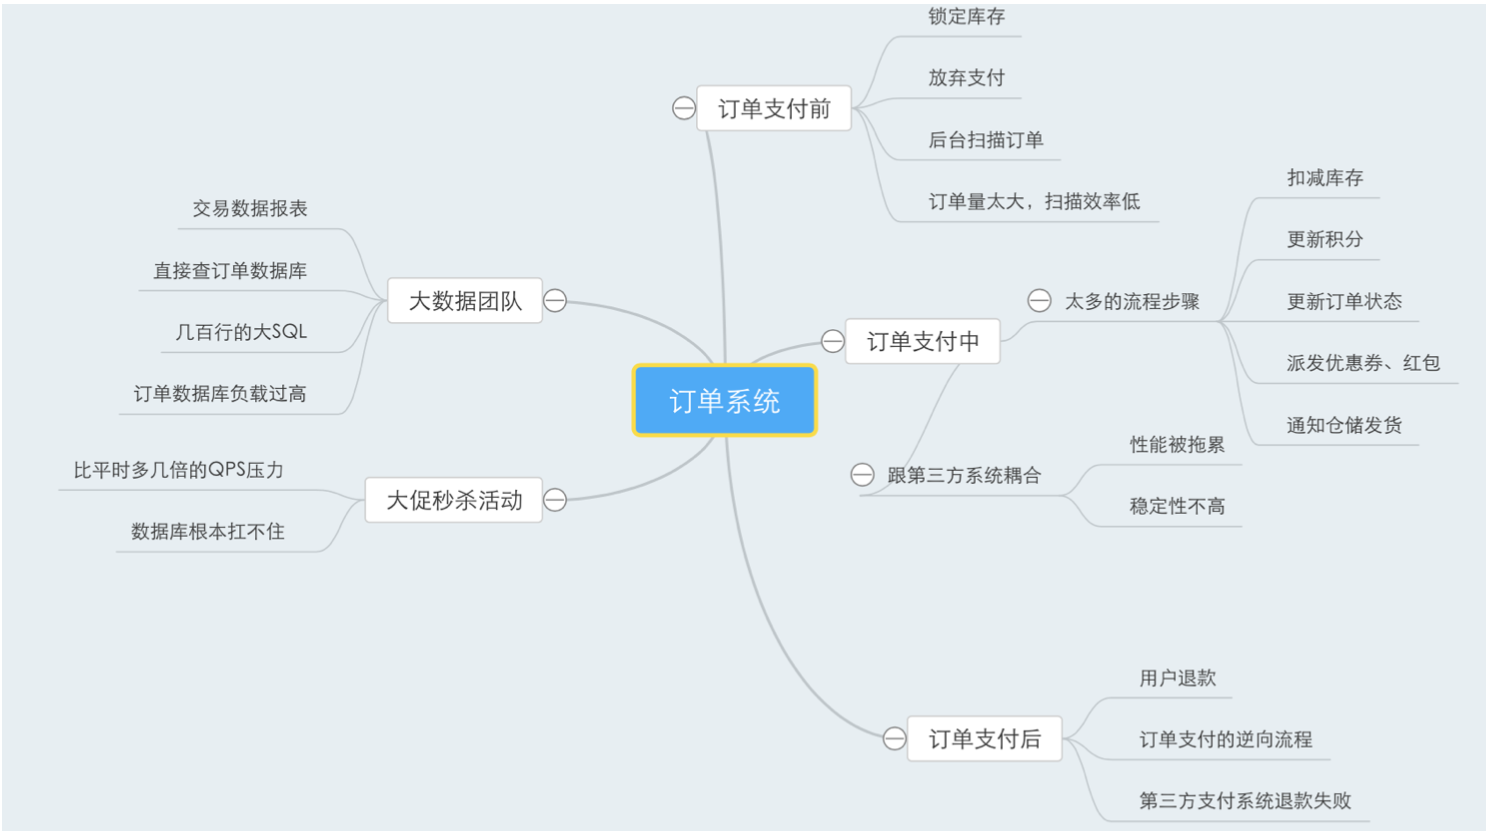 订单系统
订单支付前
锁定库存
放弃支付
后台扫描订单
订单量太大，扫描效率低
订单支付中
太多的流程步骤
扣减库存
更新积分
更新订单状态
派发优惠券、红包
通知仓储发货
跟第三方系统耦合
性能被拖累
稳定性不高
订单支付后
用户退款
订单支付的逆向流程
第三方支付系统退款失败
大数据团队
交易数据报表
直接查订单数据库
几百行的大SQL
订单数据库负载过高
大促秒杀活动
比平时多几倍的QPS压力
数据库根本扛不住